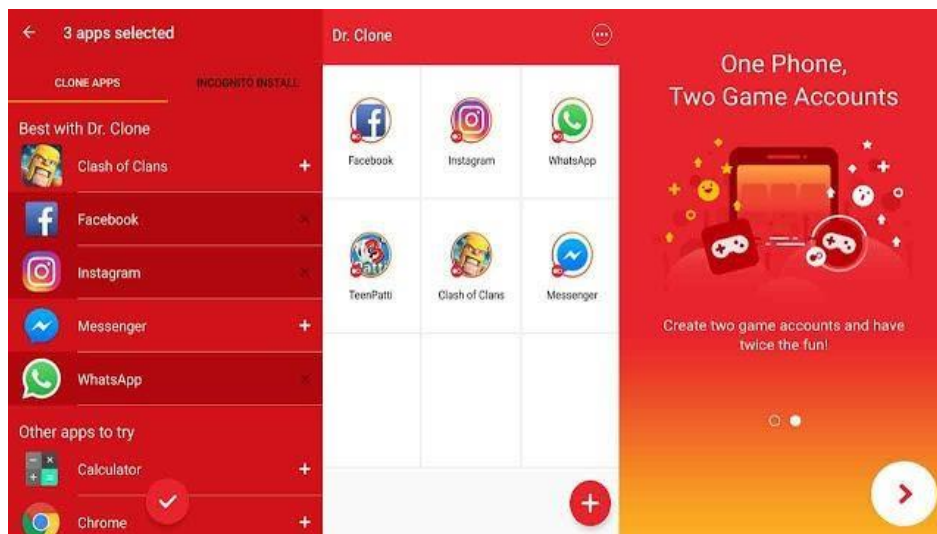 3 apps selected
CLONE APPS
INCOGNITO INSTALL
Best with Dr. Clone
Clash of Clans
Facebook
Instagram
Messenger
WhatsApp
Other apps to try
Calculator
Chrome
Dr. Clone
Facebook
Instagram
WhatsApp
TeenPatti
Clash of Clans
Messenger
One Phone,
Two Game Accounts
Create two game accounts and have
twice the fun!